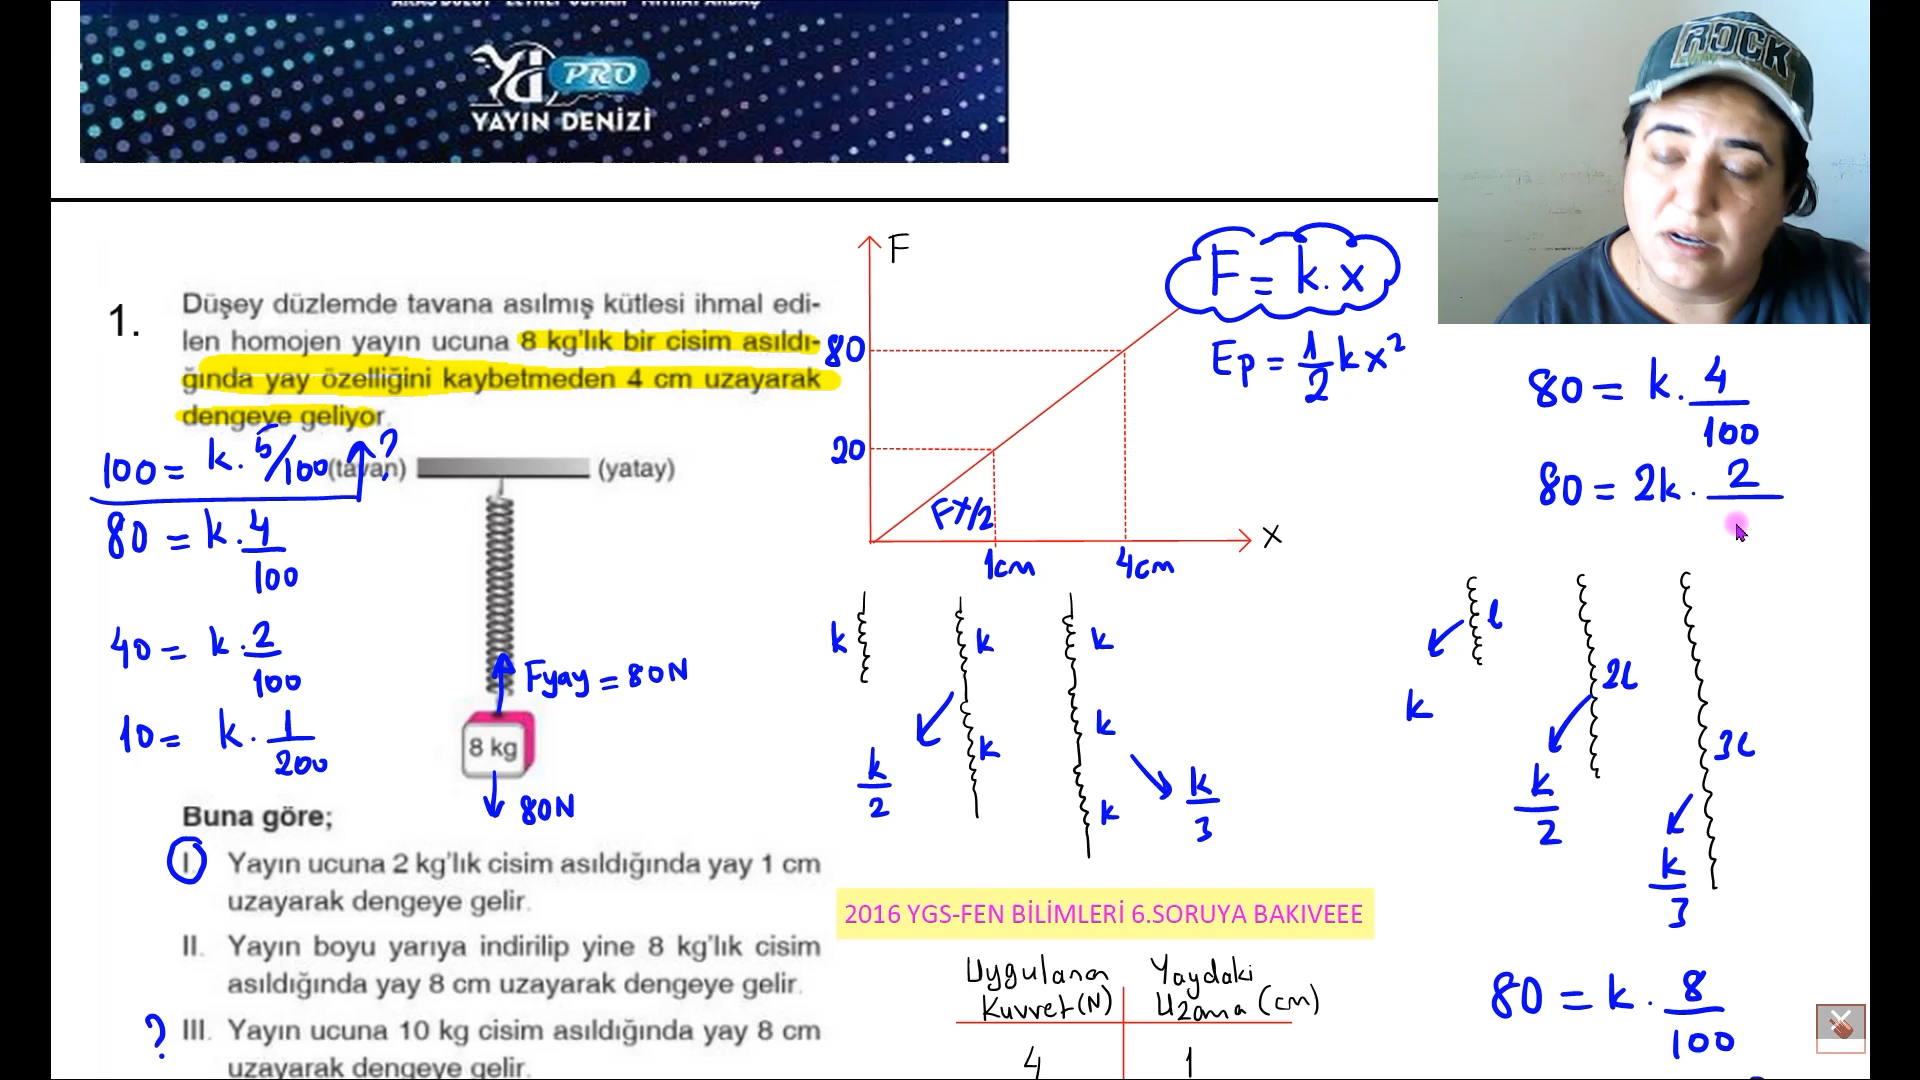 PRO
YAYIN DENİZİ
ROCK
1.
Düşey düzlemde tavana asılmış kütlesi ihmal edi-
len homojen yayın ucuna 8 kg'lık bir cisim asıldı-
ğında yay özelliğini kaybetmeden 4 cm uzayarak
dengeye geliyor.
100 = k. 5/100 ?
(tavan) (yatay)
80 = k. 4/100
40 = k. 2/100
10 = k. 1/200
Fyay = 80N
8 kg
80N
Buna göre;
I. Yayın ucuna 2 kg'lık cisim asıldığında yay 1 cm
uzayarak dengeye gelir.
II. Yayın boyu yarıya indirilip yine 8 kg'lık cisim
asıldığında yay 8 cm uzayarak dengeye gelir.
? III. Yayın ucuna 10 kg cisim asıldığında yay 8 cm
uzayarak dengeye gelir.
F
80
20
FX/2
1cm 4cm
X
F = k. x
Ep = 1/2 kx²
k k k
k k
k
k/2
k/3
2016 YGS-FEN BİLİMLERİ 6.SORUYA BAKIVEEE
Uygulanan Yaydaki
Kuvvet (N) Uzama (cm)
4 1
80 = k. 4/100
80 = 2k. 2
l
k
2l
k/2
3l
k/3
80 = k. 8/100